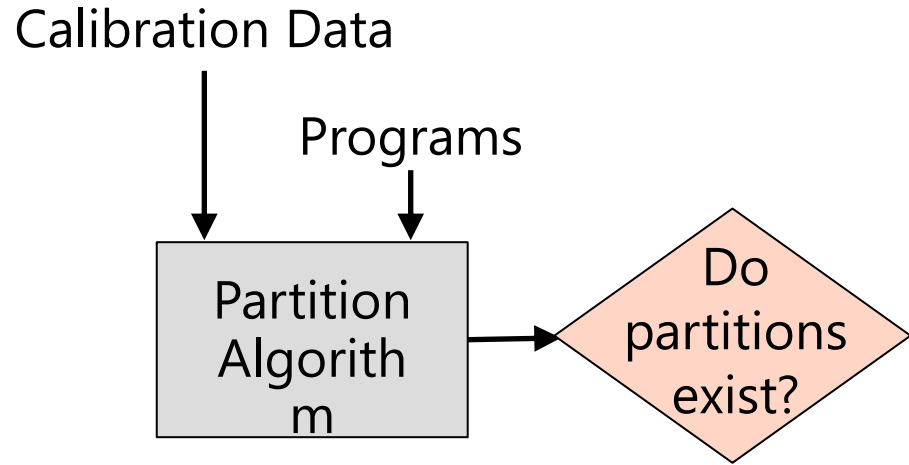 Calibration Data
Programs
Partition
Algorith
m
Do
partitions
exist?